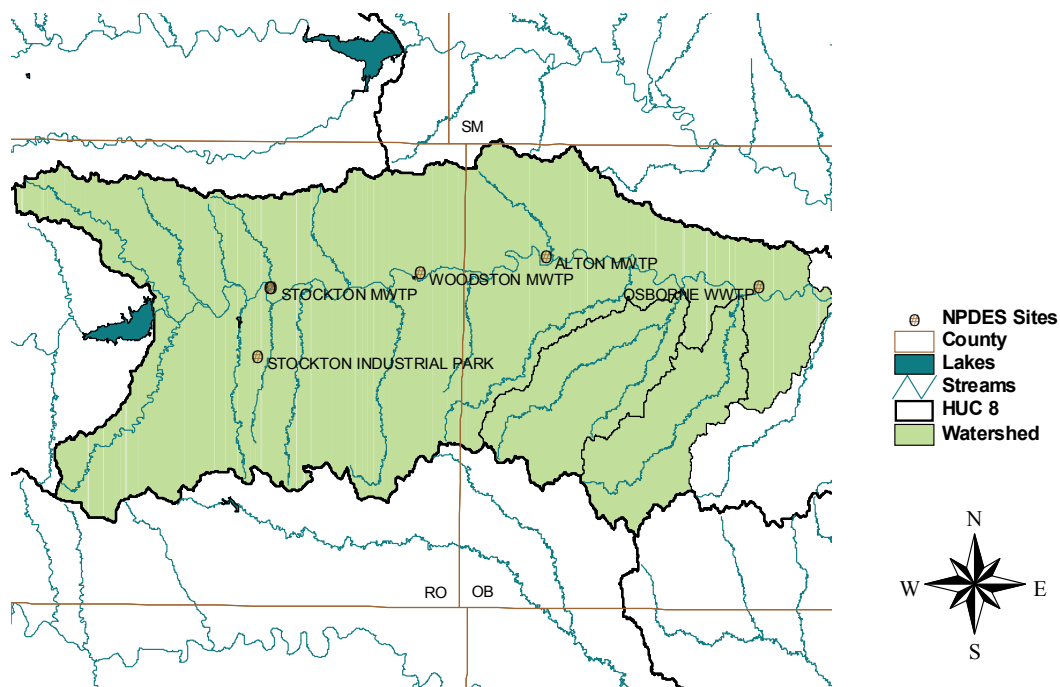 SM
ALTON MWTP
WOODSTON MWTP
STOCKTON MWTP
OSBORNE WWTP
STOCKTON INDUSTRIAL PARK
RO OB
NPDES Sites
County
Lakes
Streams
HUC 8
Watershed
N
W E
S